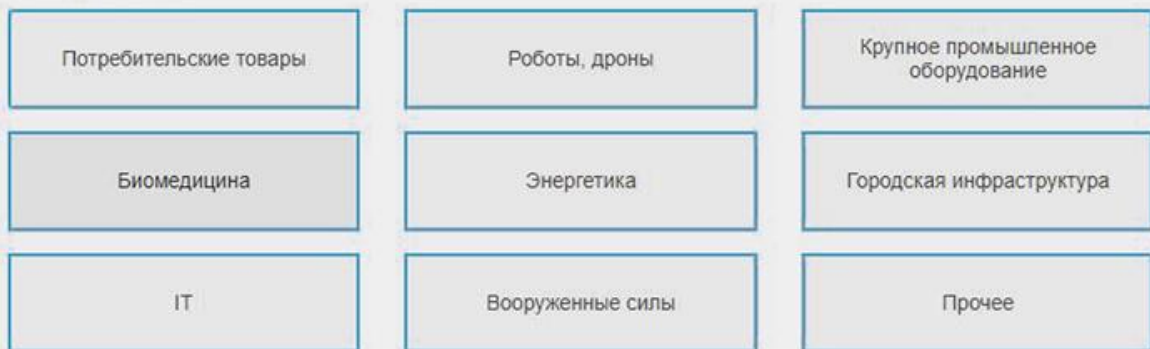 Потребительские товары
Роботы, дроны
Крупное промышленное
оборудование
Биомедицина
Энергетика
Городская инфраструктура
IT
Вооруженные силы
Прочее